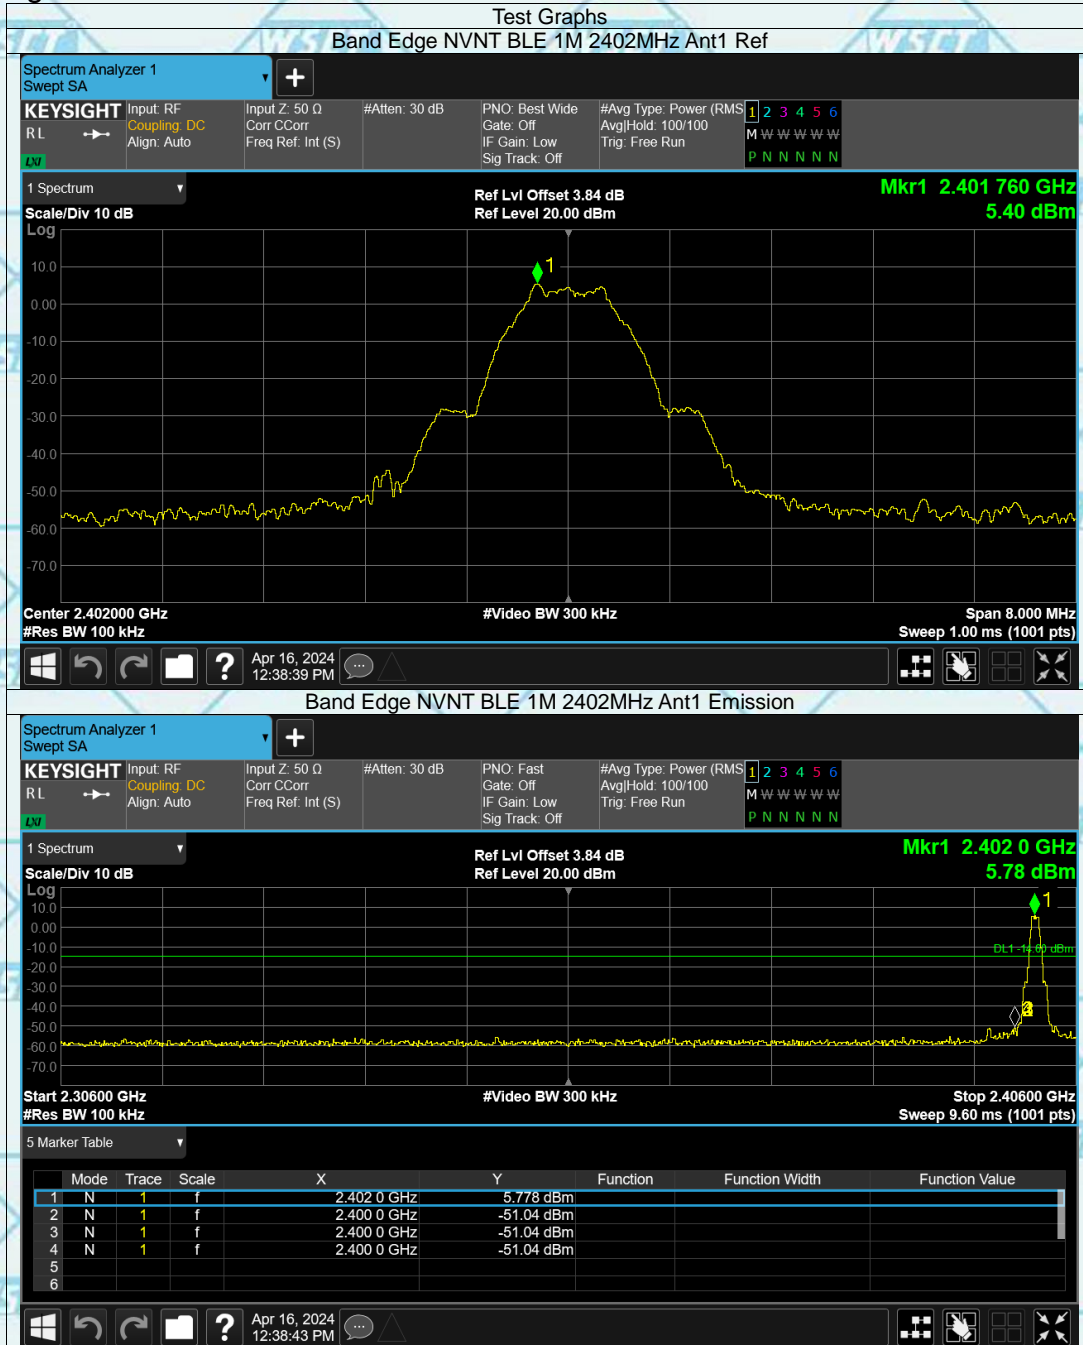 Test Graphs
Band Edge NVNT BLE 1M 2402MHz Ant1 Ref
Spectrum Analyzer 1
Swept SA
KEYSIGHT Input: RF Input Z: 50 Ω #Atten: 30 dB PNO: Best Wide #Avg Type: Power (RMS 1 2 3 4 5 6
RL Coupling: DC Corr CCorr Gate: Off Avg|Hold: 100/100 M W W W W W
Align: Auto Freq Ref: Int (S) IF Gain: Low Trig: Free Run
LXI Sig Track: Off P N N N N N
1 Spectrum Ref Lvl Offset 3.84 dB Mkr1 2.401 760 GHz
Scale/Div 10 dB Ref Level 20.00 dBm 5.40 dBm
Log
1
10.0
0.00
-10.0
-20.0
-30.0
-40.0
-50.0
-60.0
-70.0
Center 2.402000 GHz #Video BW 300 kHz Span 8.000 MHz
#Res BW 100 kHz Sweep 1.00 ms (1001 pts)
? Apr 16, 2024
12:38:39 PM
Band Edge NVNT BLE 1M 2402MHz Ant1 Emission
Spectrum Analyzer 1
Swept SA
KEYSIGHT Input: RF Input Z: 50 Ω #Atten: 30 dB PNO: Fast #Avg Type: Power (RMS 1 2 3 4 5 6
RL Coupling: DC Corr CCorr Gate: Off Avg|Hold: 100/100 M W W W W W
Align: Auto Freq Ref: Int (S) IF Gain: Low Trig: Free Run
LXI Sig Track: Off P N N N N N
1 Spectrum Ref Lvl Offset 3.84 dB Mkr1 2.402 0 GHz
Scale/Div 10 dB Ref Level 20.00 dBm 5.78 dBm
Log
1
10.0
0.00
-10.0 DL1 -14.60 dBm
-20.0
-30.0
-40.0
-50.0
-60.0
-70.0
Start 2.30600 GHz #Video BW 300 kHz Stop 2.40600 GHz
#Res BW 100 kHz Sweep 9.60 ms (1001 pts)
5 Marker Table
Mode Trace Scale X Y Function Function Width Function Value
1 N 1 f 2.402 0 GHz 5.778 dBm
2 N 1 f 2.400 0 GHz -51.04 dBm
3 N 1 f 2.400 0 GHz -51.04 dBm
4 N 1 f 2.400 0 GHz -51.04 dBm
5
6
? Apr 16, 2024
12:38:43 PM